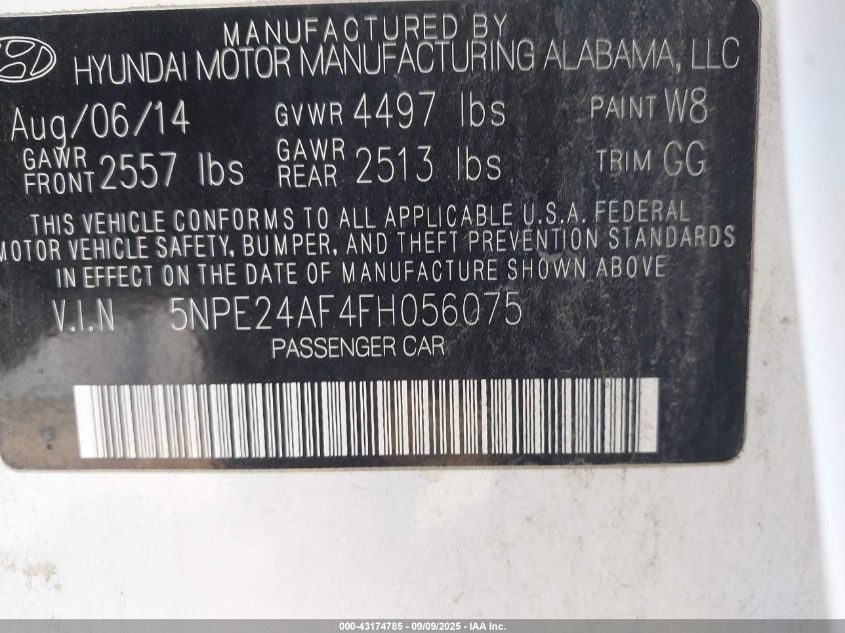 MANUFACTURED BY
HYUNDAI MOTOR MANUFACTURING ALABAMA, LLC
Aug/06/14 GVWR 4497 lbs PAINT W8
GAWR FRONT 2557 lbs GAWR REAR 2513 lbs TRIM GG
THIS VEHICLE CONFORMS TO ALL APPLICABLE U.S.A. FEDERAL
MOTOR VEHICLE SAFETY, BUMPER, AND THEFT PREVENTION STANDARDS
IN EFFECT ON THE DATE OF MANUFACTURE SHOWN ABOVE
V.I.N 5NPE24AF4FH056075
PASSENGER CAR
000-43174785 - 09/09/2025 - IAA Inc.